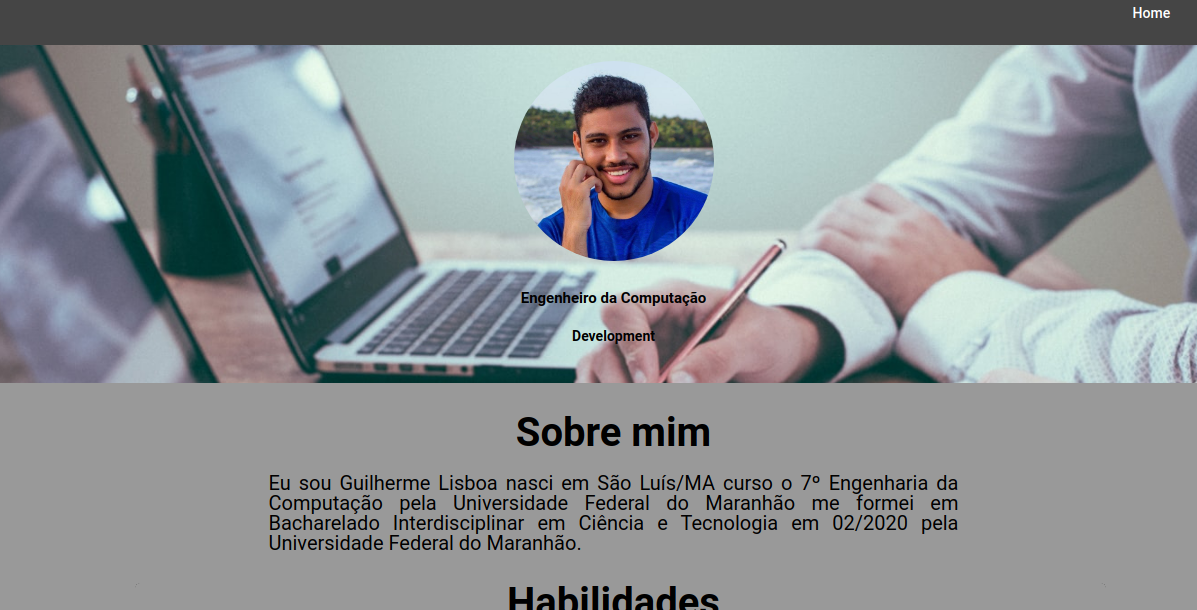 Home
Engenheiro da Computação
Development
Sobre mim
Eu sou Guilherme Lisboa nasci em São Luís/MA curso o 7º Engenharia da
Computação pela Universidade Federal do Maranhão me formei em
Bacharelado Interdisciplinar em Ciência e Tecnologia em 02/2020 pela
Universidade Federal do Maranhão.
Habilidades